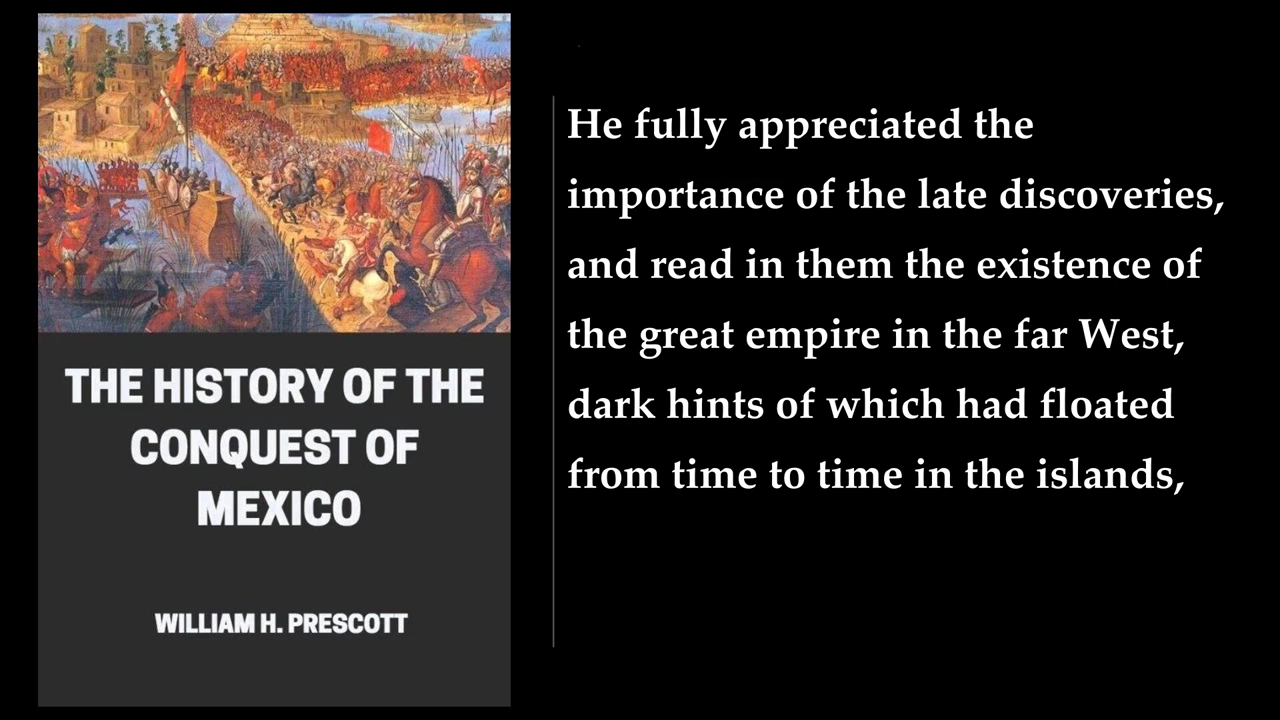 THE HISTORY OF THE
CONQUEST OF
MEXICO
WILLIAM H. PRESCOTT
He fully appreciated the
importance of the late discoveries,
and read in them the existence of
the great empire in the far West,
dark hints of which had floated
from time to time in the islands,